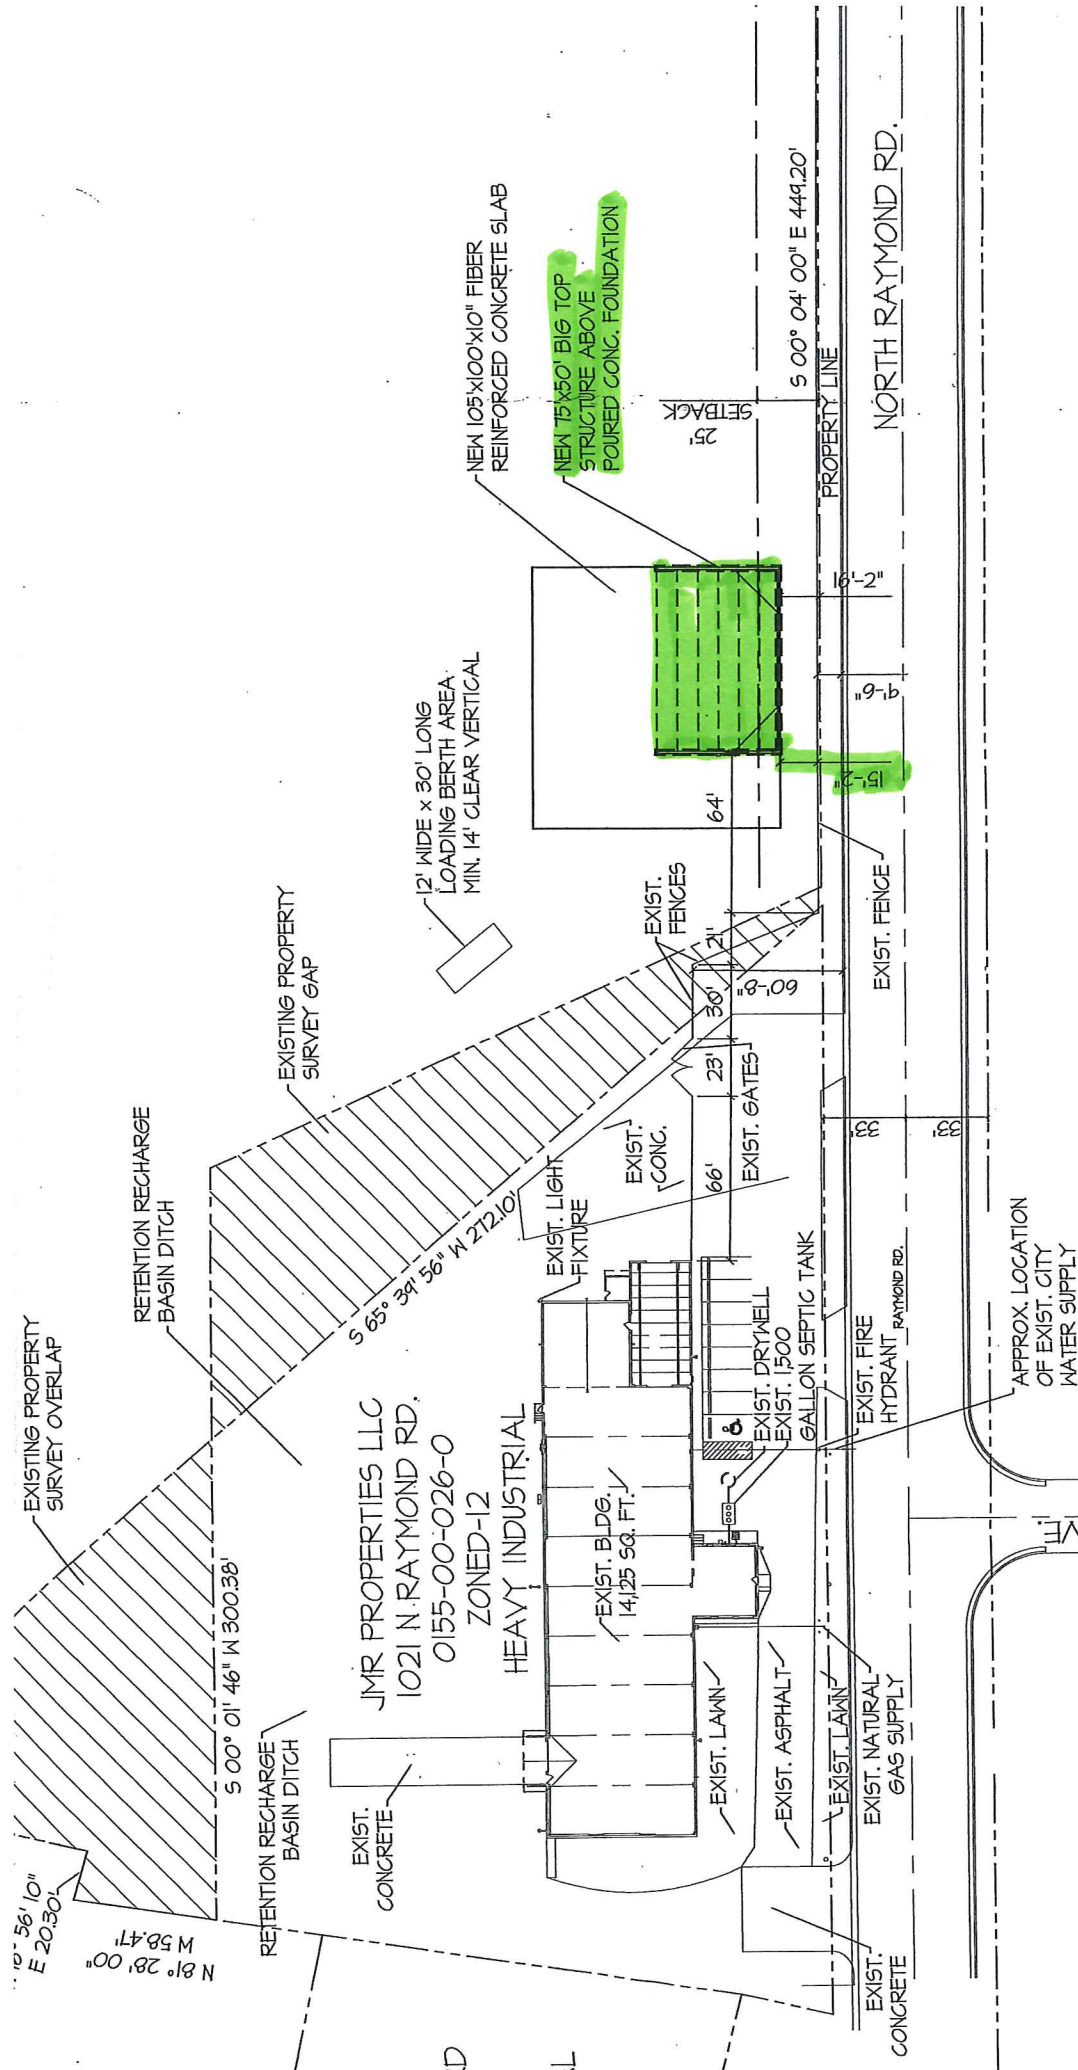 NEW 105'x100'x10" FIBER
REINFORCED CONCRETE SLAB
NEW 75'x50' BIG TOP
STRUCTURE ABOVE
POURED CONC. FOUNDATION
25'
SETBACK
S 00° 04' 00" E 449.20'
PROPERTY LINE
NORTH RAYMOND RD.
16'-2"
9'-6"
15'-2"
12' WIDE x 30' LONG
LOADING BERTH AREA
MIN. 14' CLEAR VERTICAL
64'
EXIST.
FENCES
21'
30'
60'-8"
23'
66'
EXIST. FENCE
EXIST. GATES
EXIST.
CONC.
33'
33'
EXISTING PROPERTY
SURVEY GAP
RETENTION RECHARGE
BASIN DITCH
S 65° 39' 56" W 272.10'
EXIST. LIGHT
FIXTURE
EXISTING PROPERTY
SURVEY OVERLAP
S 00° 01' 46" W 300.38'
JMR PROPERTIES LLC
1021 N. RAYMOND RD.
0155-00-026-0
ZONED-12
HEAVY INDUSTRIAL
EXIST. BLDG.
14,125 SQ. FT.
EXIST. DRYWELL
EXIST. 1,500
GALLON SEPTIC TANK
EXIST. FIRE
HYDRANT
RAYMOND RD.
APPROX. LOCATION
OF EXIST. CITY
WATER SUPPLY
VE.
RETENTION RECHARGE
BASIN DITCH
EXIST.
CONCRETE
EXIST. LAWN
EXIST. ASPHALT
EXIST. LAWN
EXIST. NATURAL
GAS SUPPLY
EXIST.
CONCRETE
56' 10"
E 20.30'
N 81° 28' 00"
W 58.47'